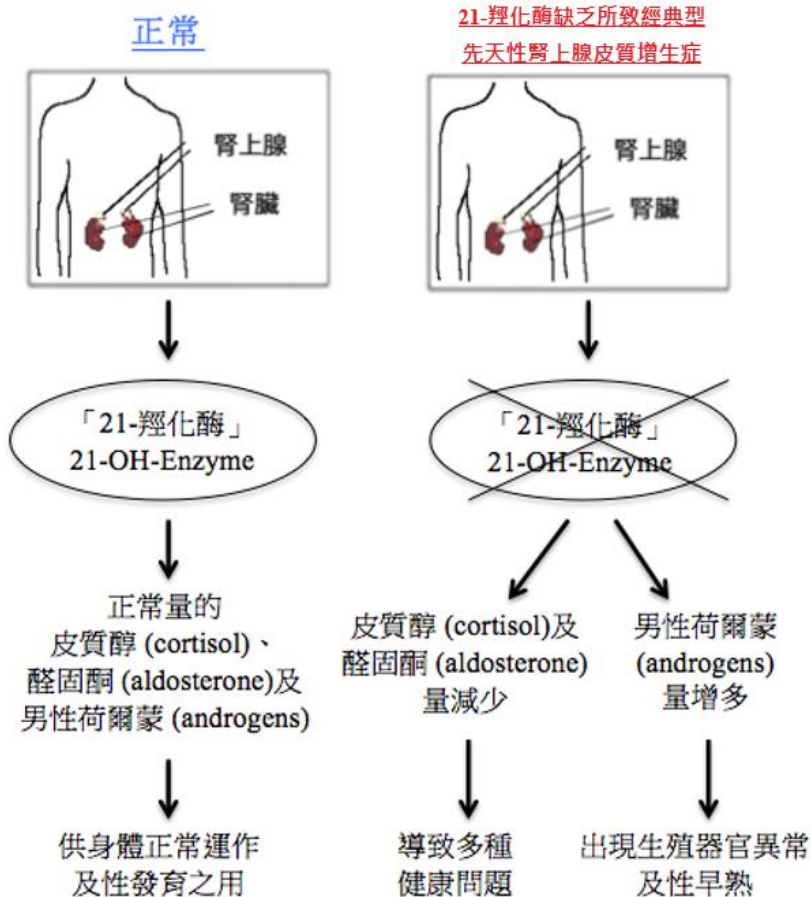 正常
腎上腺
腎臟
「21-羥化酶」
21-OH-Enzyme
正常量的
皮質醇 (cortisol)、
醛固酮 (aldosterone)及
男性荷爾蒙 (androgens)
供身體正常運作
及性發育之用
21-羥化酶缺乏所致經典型
先天性腎上腺皮質增生症
腎上腺
腎臟
「21-羥化酶」
21-OH-Enzyme
皮質醇 (cortisol)及
醛固酮 (aldosterone)
量減少
導致多種
健康問題
男性荷爾蒙
(androgens)
量增多
出現生殖器官異常
及性早熟